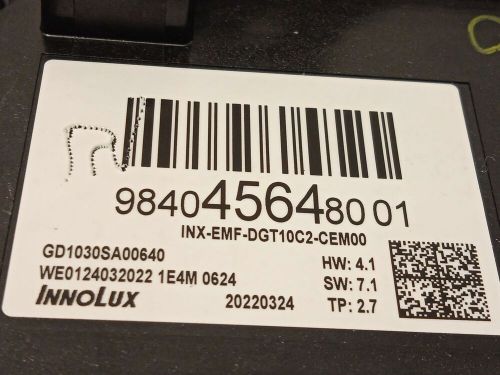 9840456480 01
INX-EMF-DGT10C2-CEM00
GD1030SA00640
HW: 4.1
WE0124032022 1E4M 0624
SW: 7.1
INNOLUX
20220324
TP: 2.7